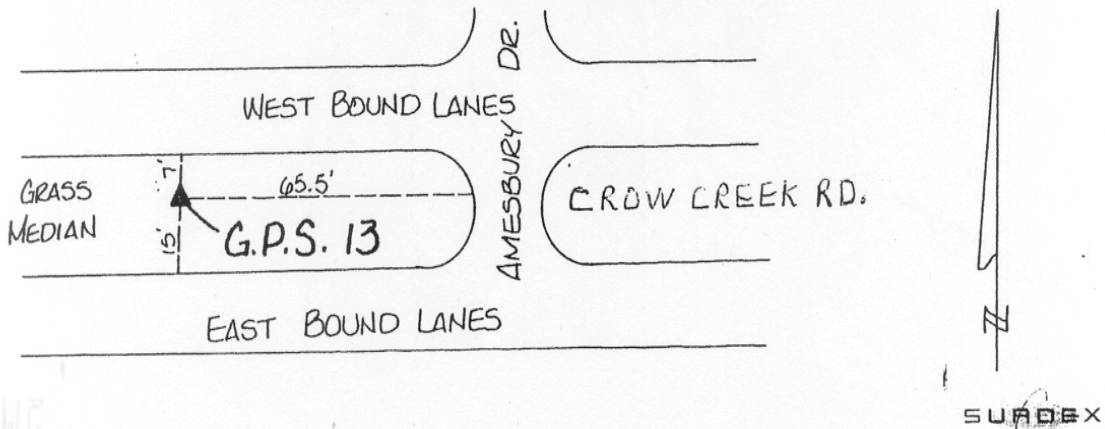 AMESBURY DR.
WEST BOUND LANES
GRASS
MEDIAN
7'
65.5'
15'
G.P.S. 13
CROW CREEK RD.
EAST BOUND LANES
N
SURDEX